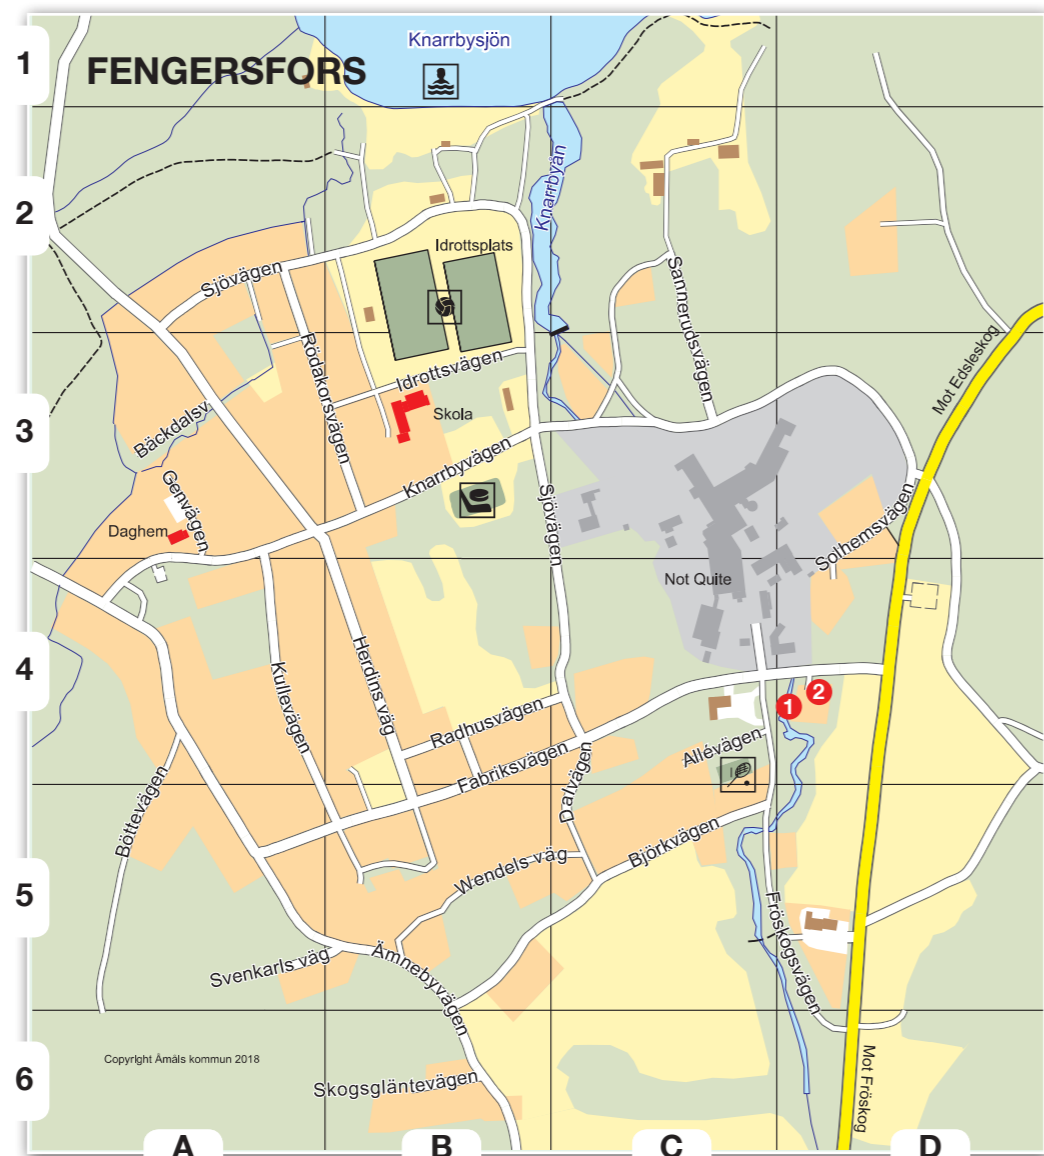 1
FENGERSFORS
Knarrbysjön
2
Knarrbyån
Idrottsplats
Sjövägen
Sannerudsvägen
Rödakorsvägen
Idrottsvägen
Mot Edsleskog
3
Skola
Bäckdalsv.
Knarrbyvägen
Genvägen
Sjövägen
Solhemsvägen
Daghem
Not Quite
4
Herdins väg
Kullevägen
1
2
Radhusvägen
Allévägen
Fabriksvägen
Dalvägen
Böttevägen
Björkvägen
5
Wendels väg
Fröskogsvägen
Svenkarls väg
Ämnebyvägen
Copyright Åmåls kommun 2018
6
Skogsgläntevägen
Mot Fröskog
A
B
C
D